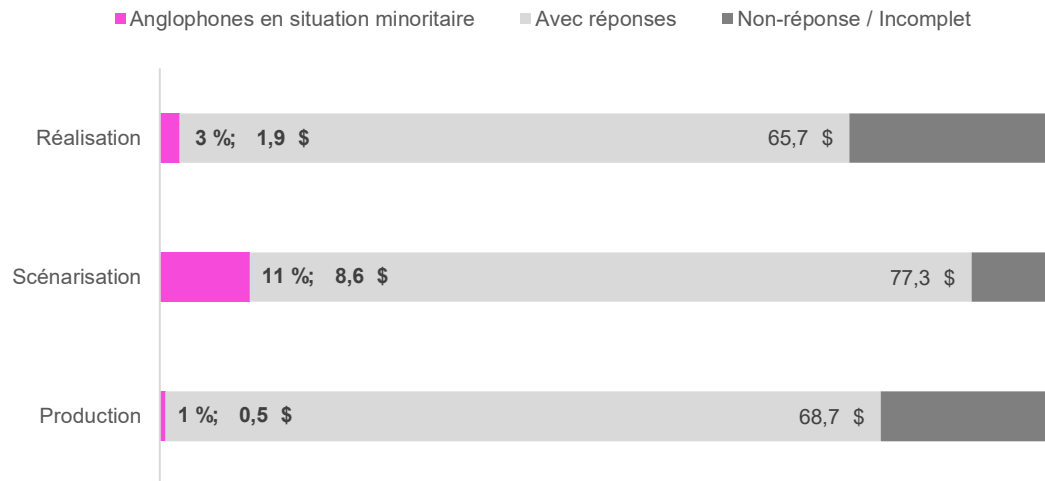 Anglophones en situation minoritaire Avec réponses Non-réponse / Incomplet
Réalisation 3 %; 1,9 $ 65,7 $
Scénarisation 11 %; 8,6 $ 77,3 $
Production 1 %; 0,5 $ 68,7 $